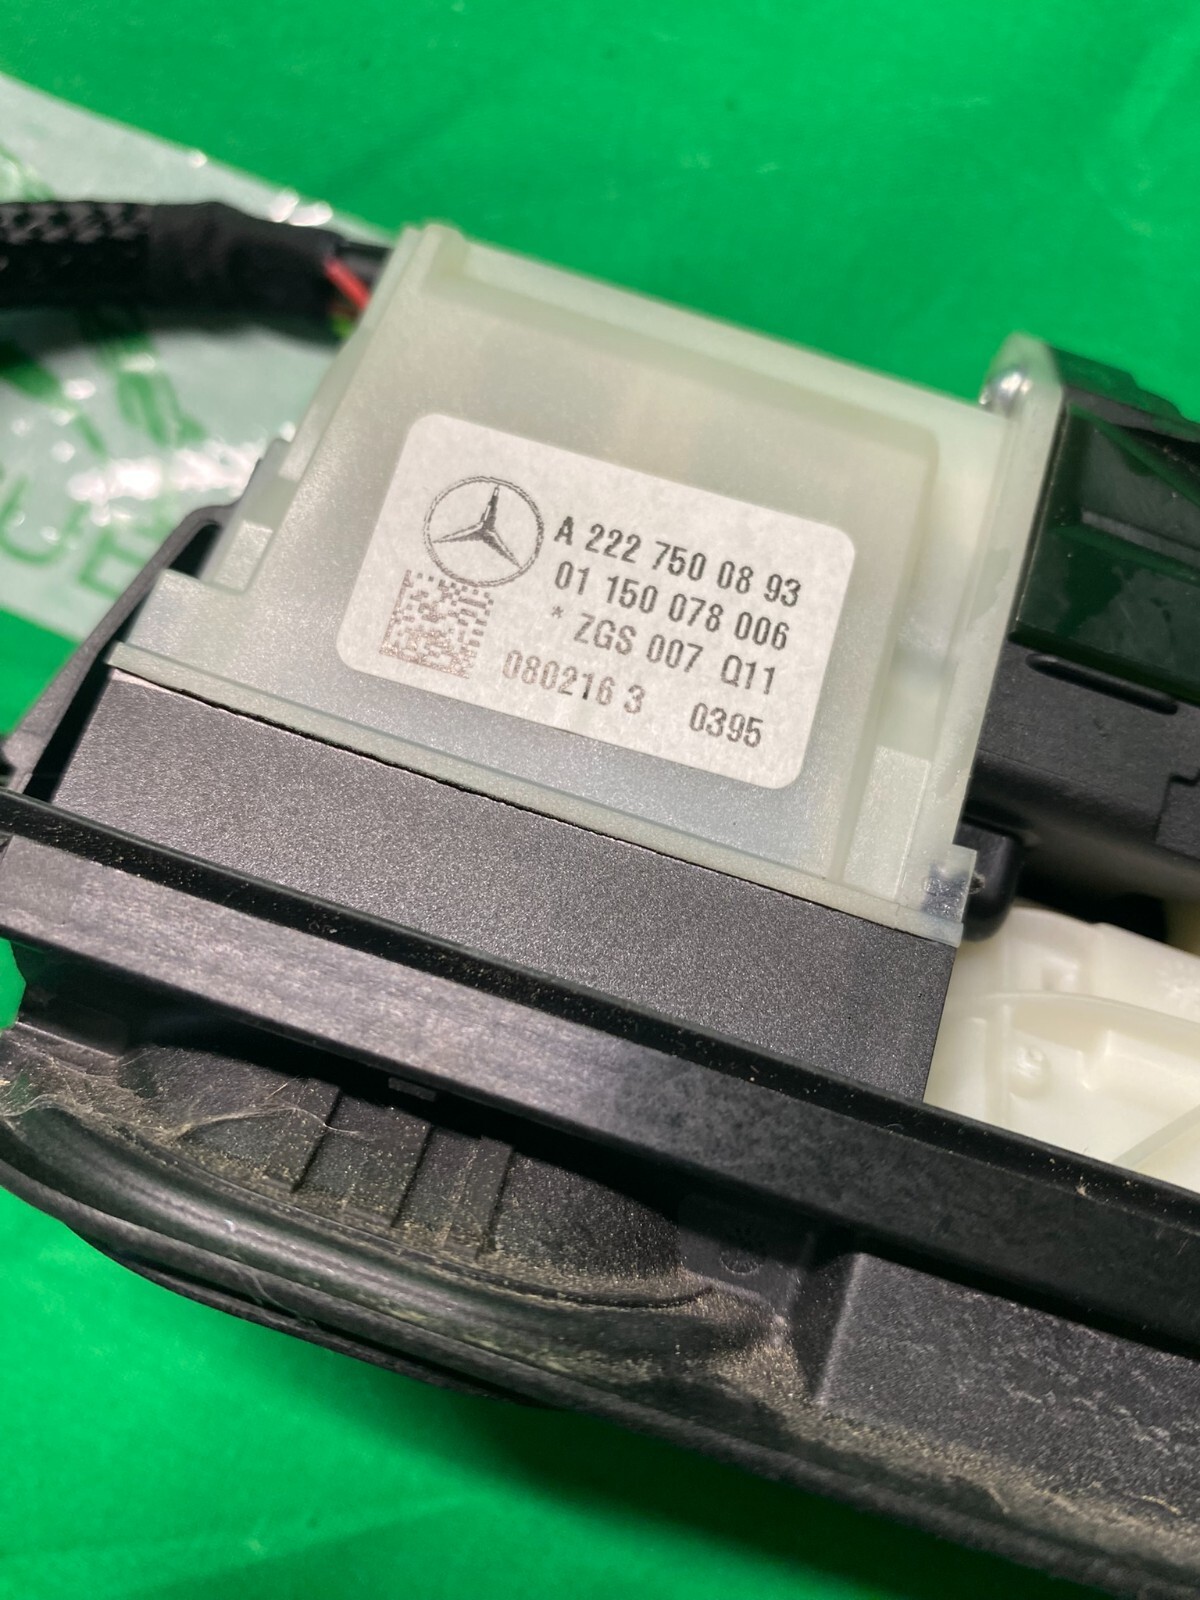 A 222 750 08 93
01 150 078 006
* ZGS 007 Q11
080216 3 0395